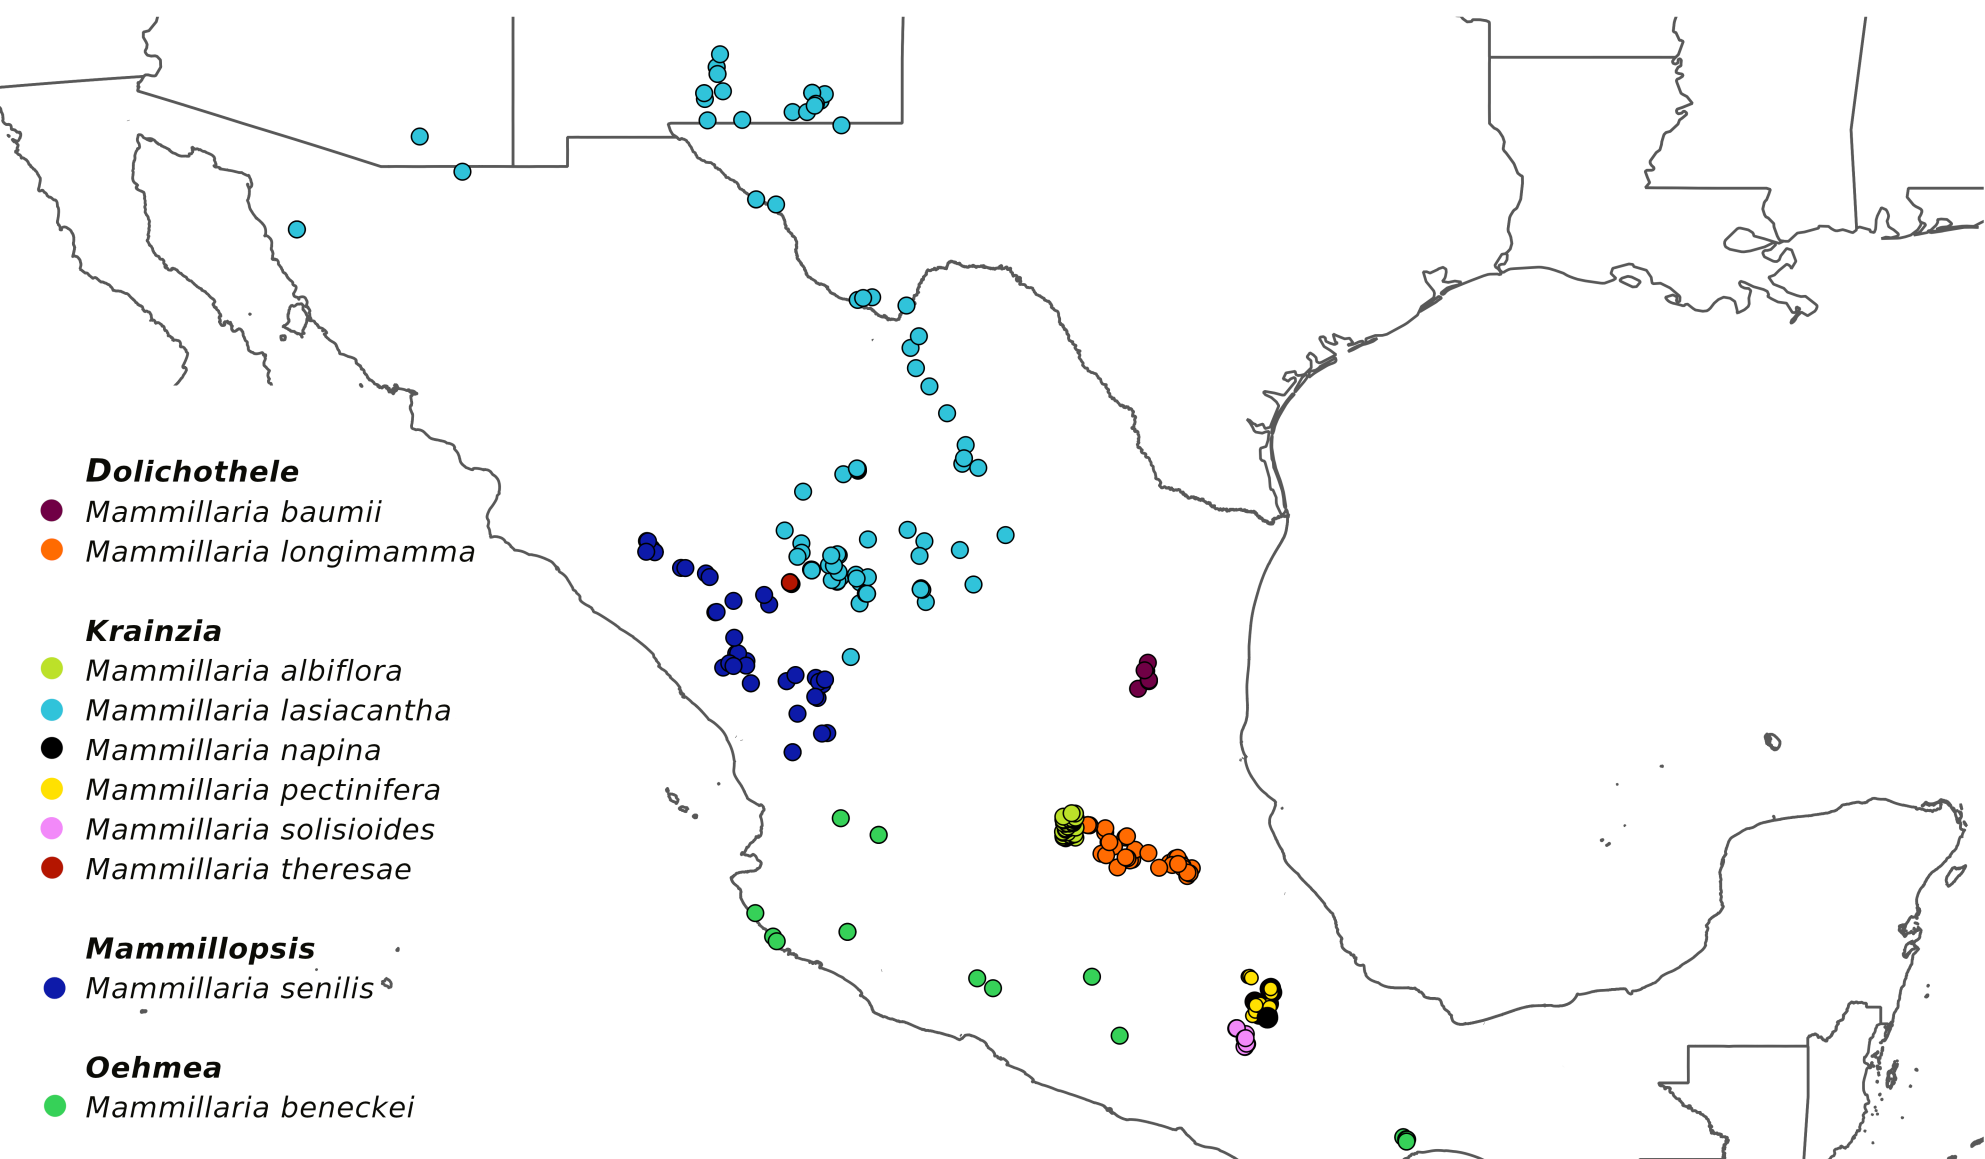 Dolichothele
Mammillaria baumii
Mammillaria longimamma
Krainzia
Mammillaria albiflora
Mammillaria lasiacantha
Mammillaria napina
Mammillaria pectinifera
Mammillaria solisioides
Mammillaria theresae
Mammillopsis
Mammillaria senilis
Oehmea
Mammillaria beneckei